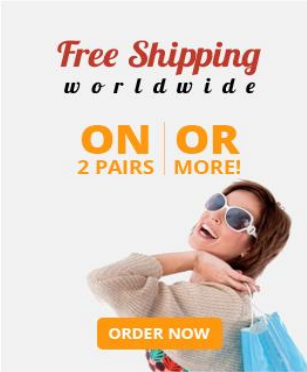 Free Shipping
worldwide
ON OR
2 PAIRS MORE!
ORDER NOW